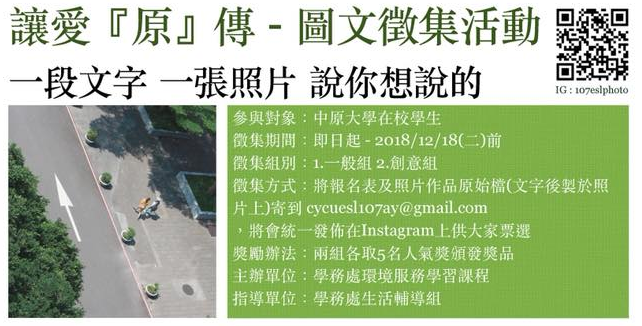 讓愛『原』傳 - 圖文徵集活動
一段文字 一張照片 說你想說的
IG : 107eslphoto
參與對象：中原大學在校學生
徵集期間：即日起 - 2018/12/18(二)前
徵集組別：1.一般組 2.創意組
徵集方式：將報名表及照片作品原始檔(文字後製於照
片上)寄到 cycuesl107ay@gmail.com
，將會統一發佈在Instagram上供大家票選
獎勵辦法：兩組各取5名人氣獎頒發獎品
主辦單位：學務處環境服務學習課程
指導單位：學務處生活輔導組